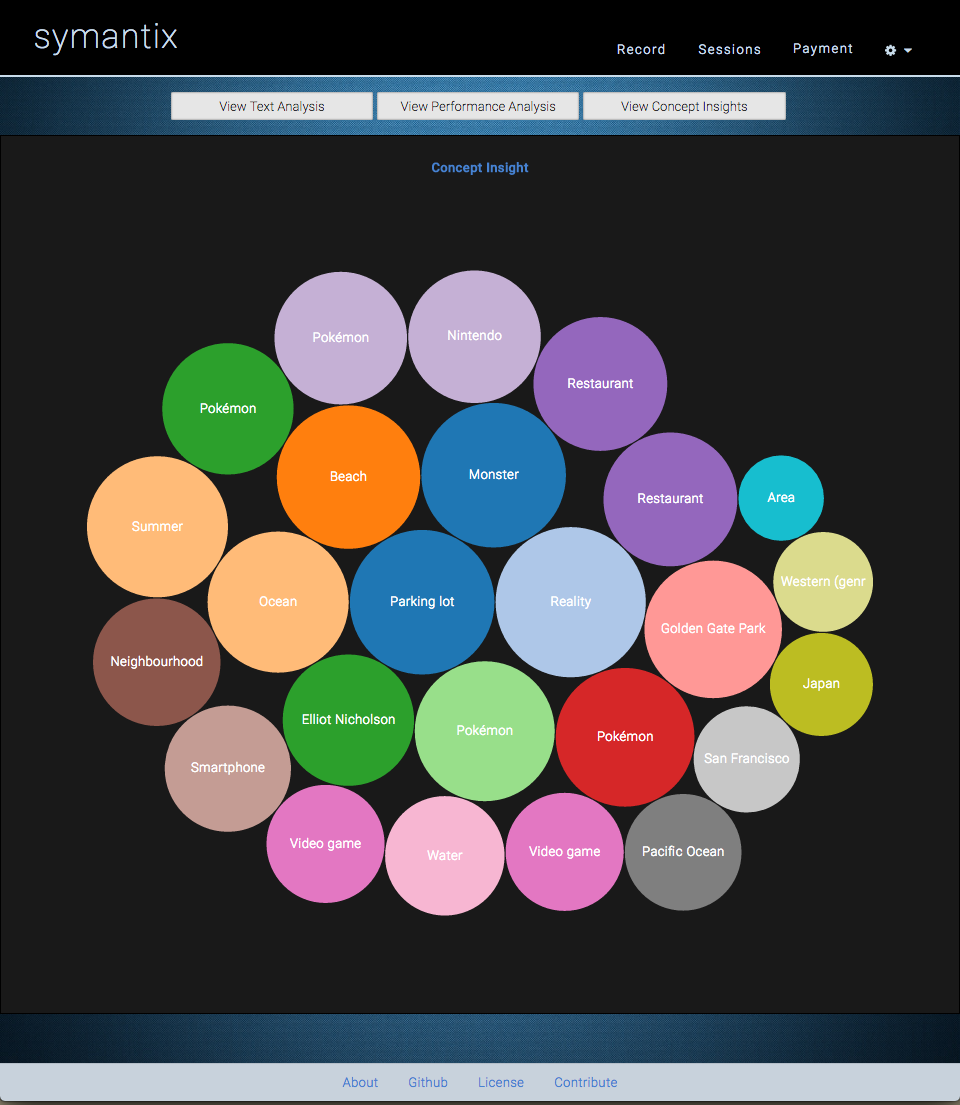 symantix
Record Sessions Payment
View Text Analysis View Performance Analysis View Concept Insights
Concept Insight
Pokémon
Nintendo
Restaurant
Pokémon
Beach
Monster
Restaurant
Area
Summer
Western (genr
Ocean
Parking lot
Reality
Golden Gate Park
Neighbourhood
Japan
Elliot Nicholson
Pokémon
Pokémon
San Francisco
Smartphone
Video game
Water
Video game
Pacific Ocean
About Github License Contribute